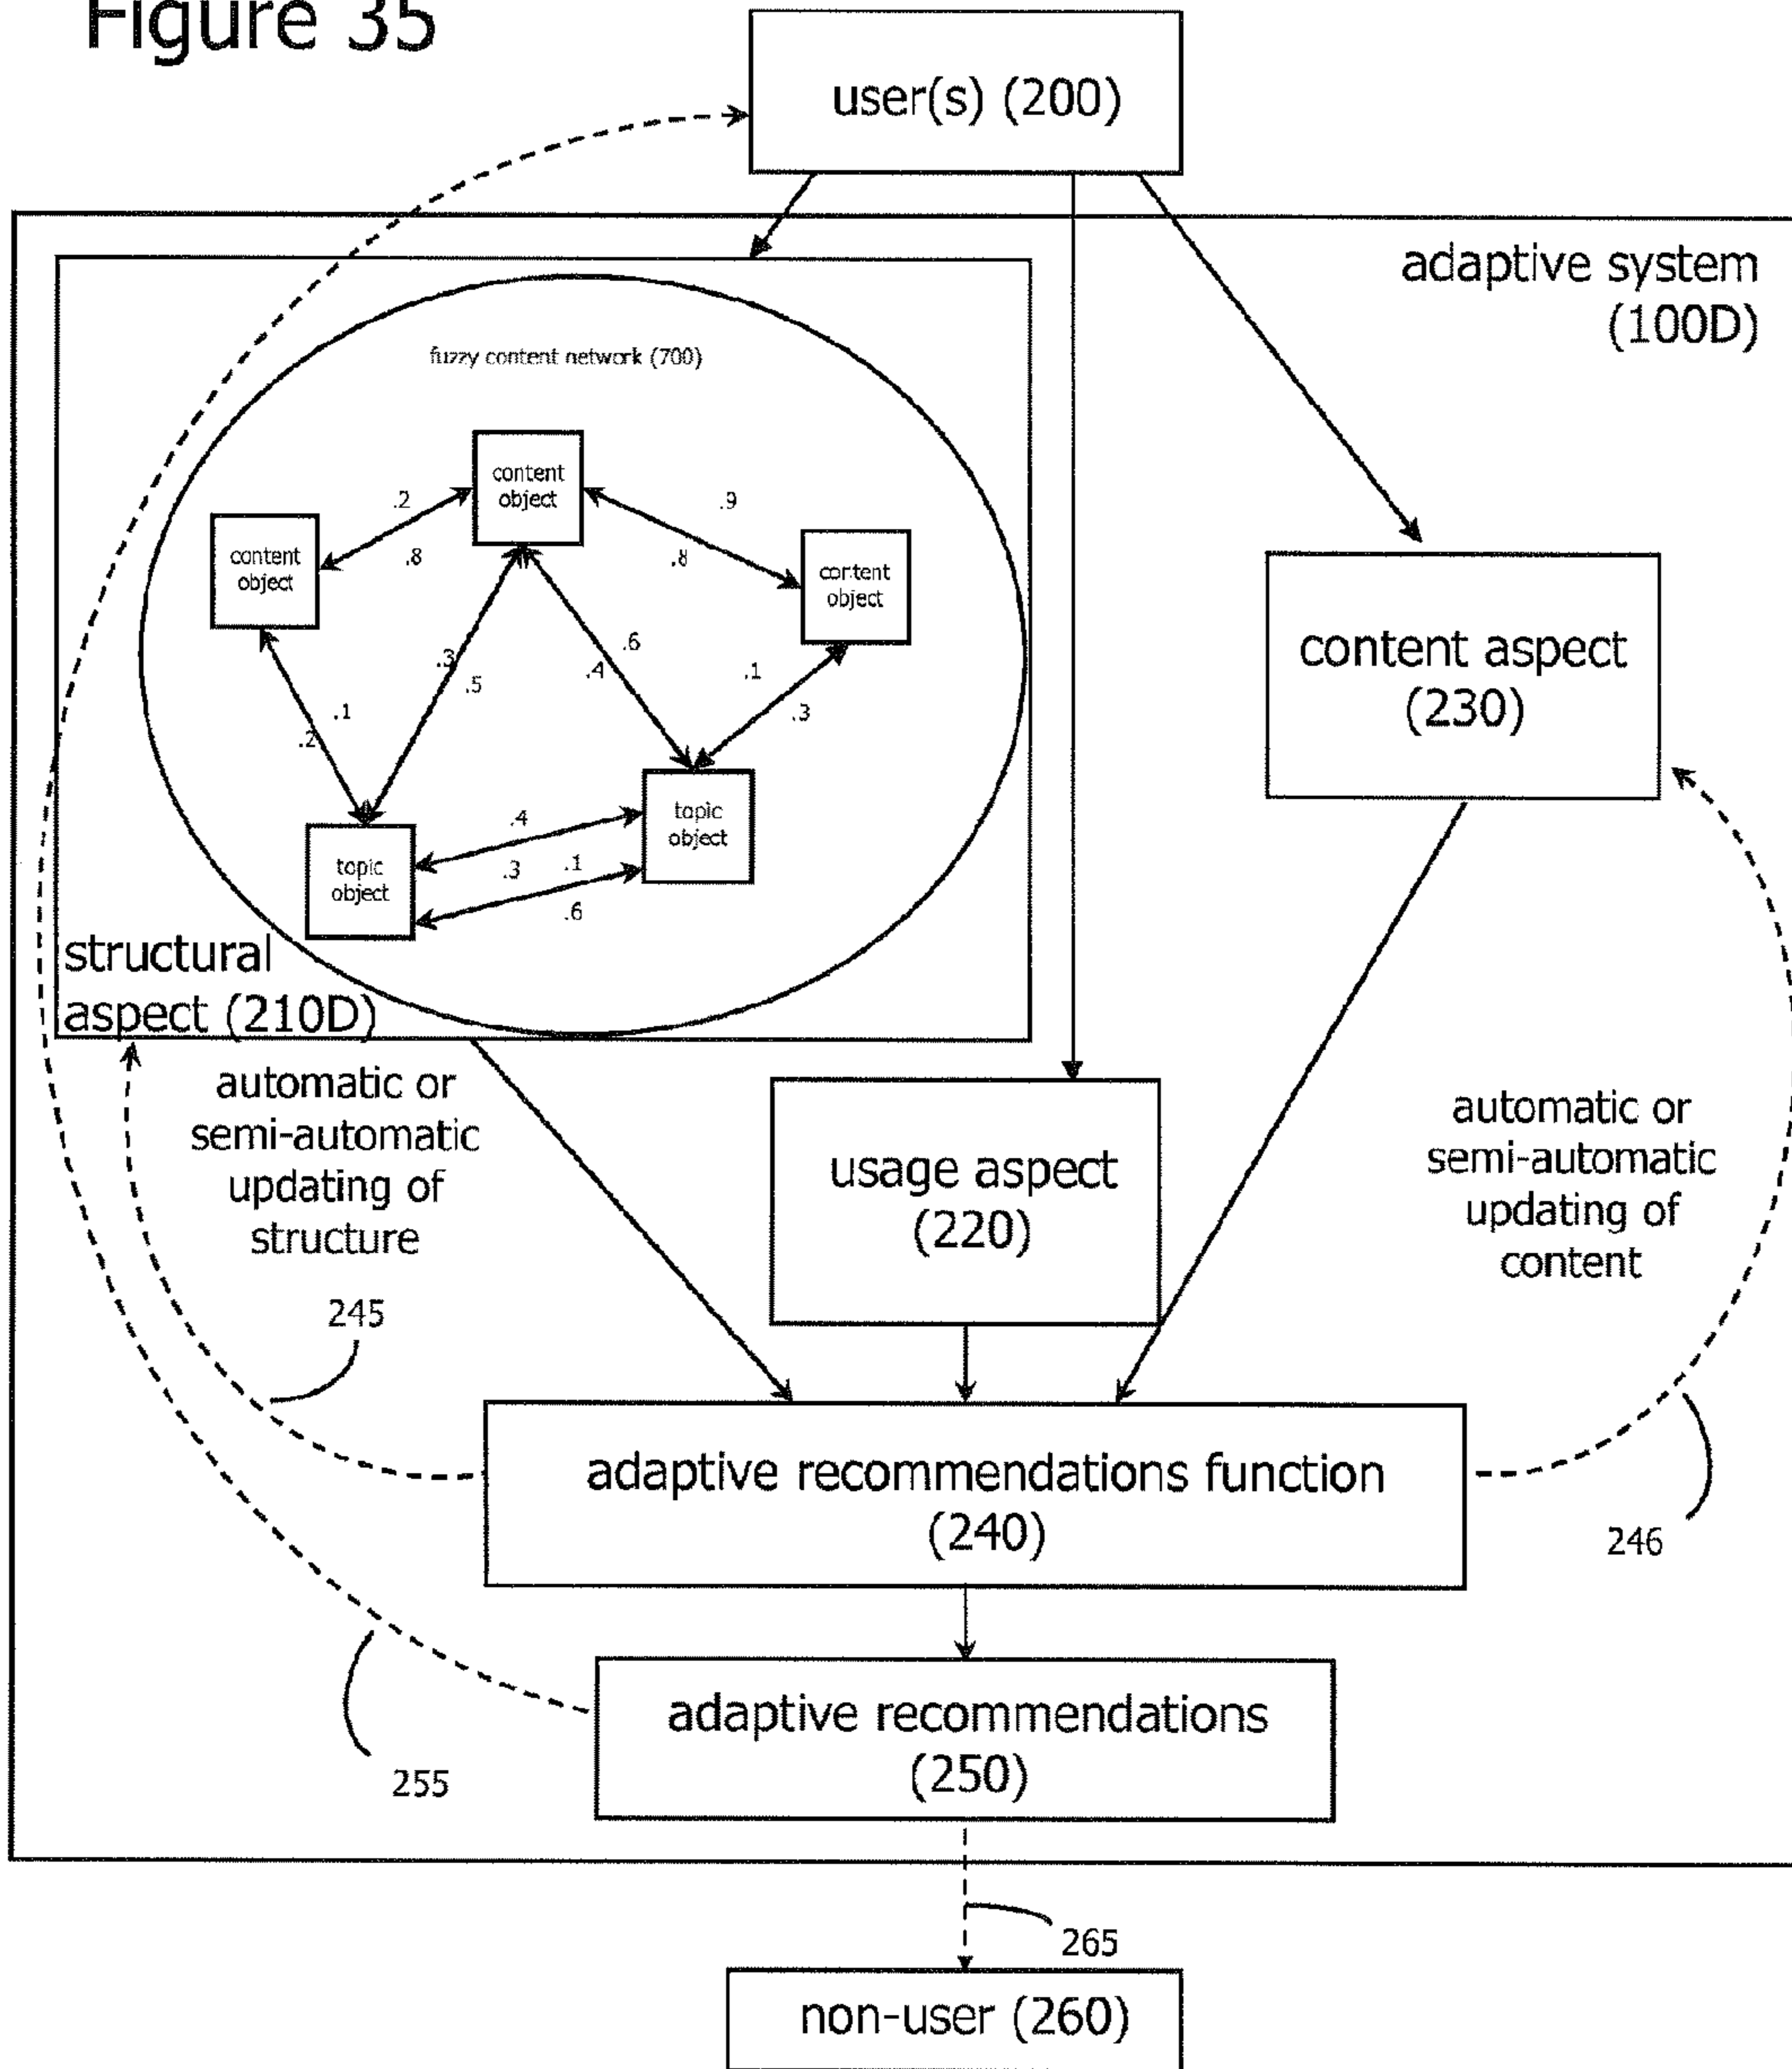 Figure 35
user(s) (200)
adaptive system
(100D)
fuzzy content network (700)
content
object
.2
.9
content
object
.8
.8
content
object
.3
.5
.6
.4
.1
.3
.1
.2
content aspect
(230)
topic
object
.4
topic
object
.3
.1
.6
structural
aspect (210D)
automatic or
semi-automatic
updating of
structure
automatic or
semi-automatic
updating of
content
usage aspect
(220)
245
adaptive recommendations function
(240)
246
adaptive recommendations
(250)
255
265
non-user (260)